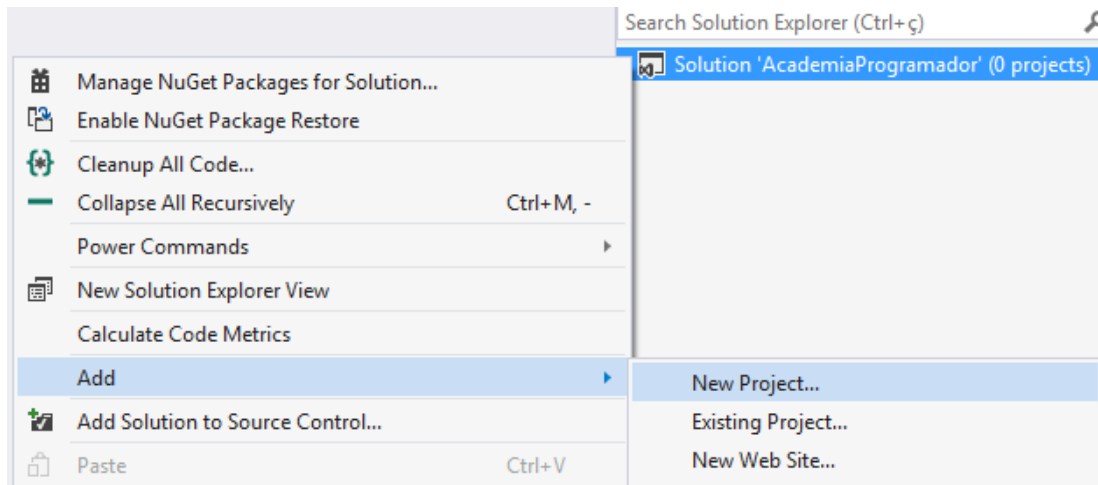 Search Solution Explorer (Ctrl+ç)
Solution 'AcademiaProgramador' (0 projects)
Manage NuGet Packages for Solution...
Enable NuGet Package Restore
Cleanup All Code...
Collapse All Recursively Ctrl+M, -
Power Commands
New Solution Explorer View
Calculate Code Metrics
Add
New Project...
Add Solution to Source Control...
Existing Project...
Paste Ctrl+V
New Web Site...